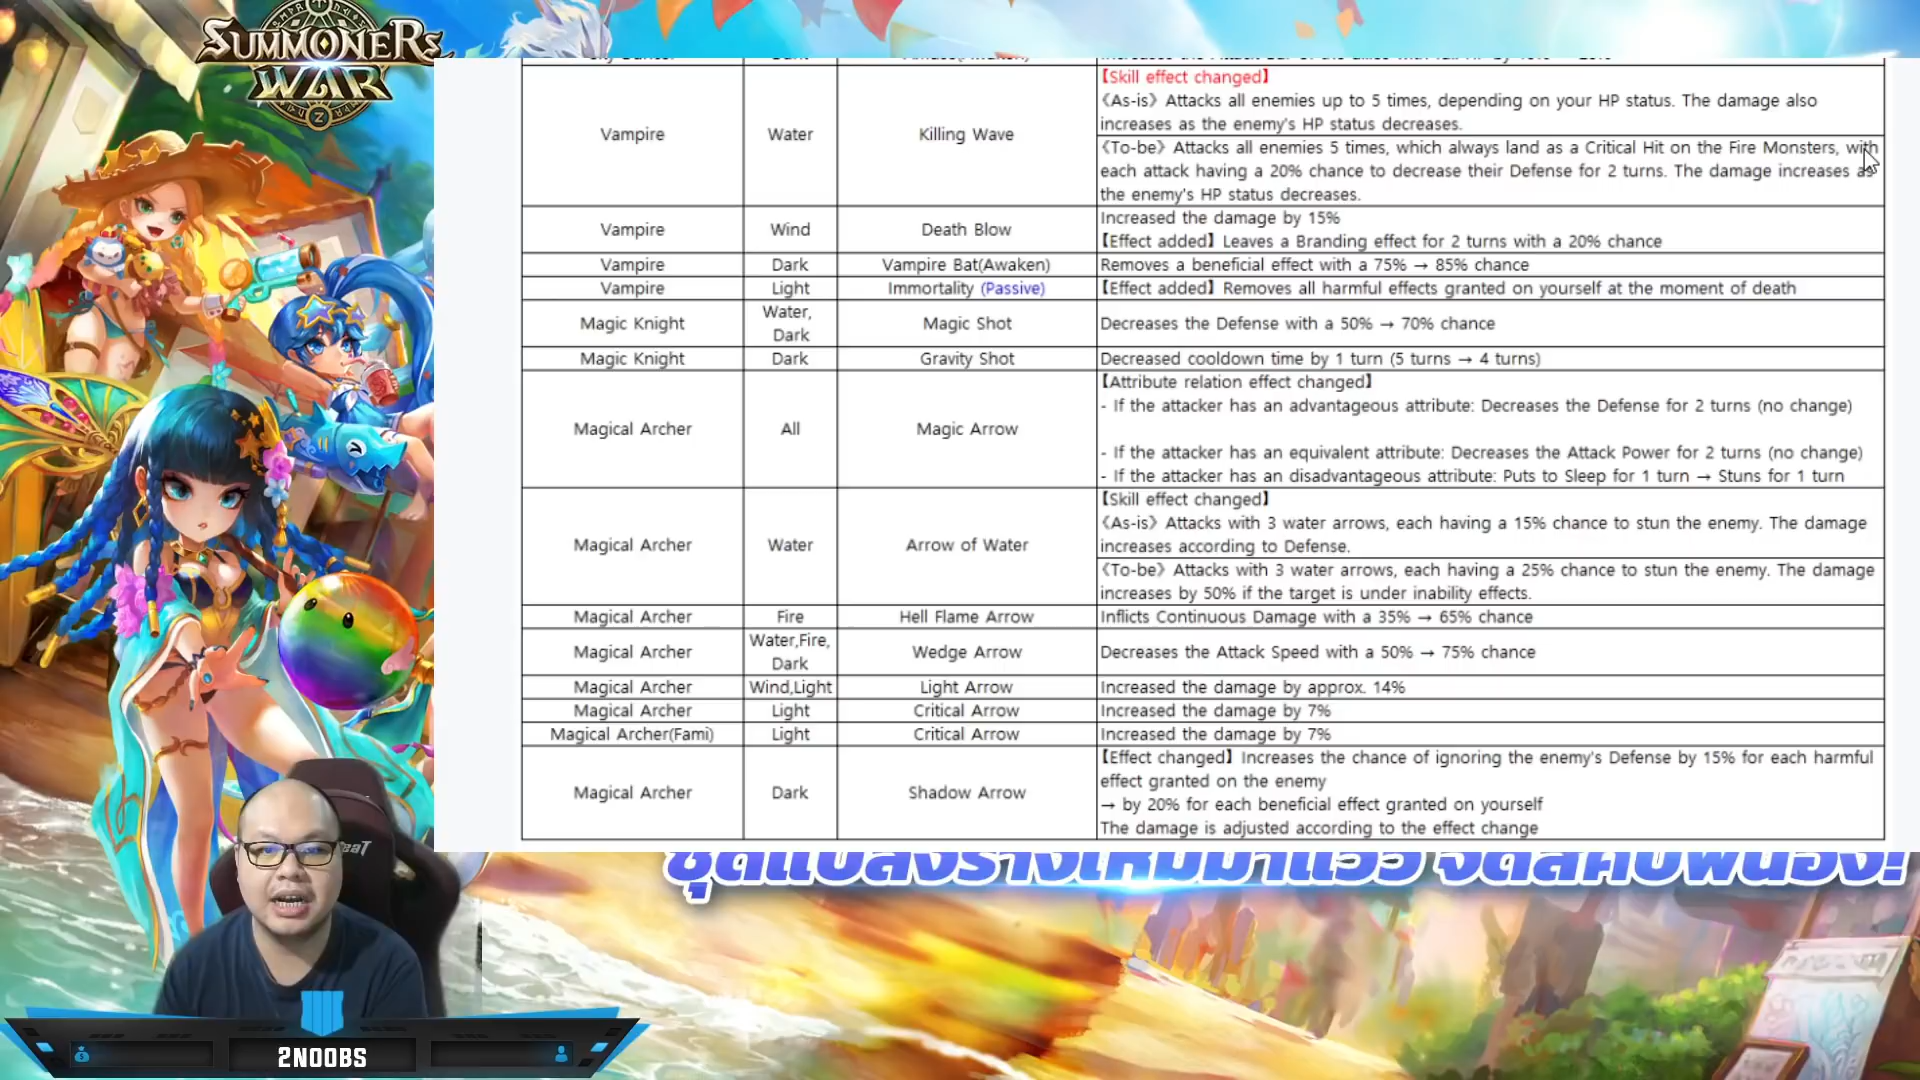 SUMMONERS
WAR
【Skill effect changed】
《As-is》 Attacks all enemies up to 5 times, depending on your HP status. The damage also
increases as the enemy's HP status decreases.
Vampire Water Killing Wave
《To-be》 Attacks all enemies 5 times, which always land as a Critical Hit on the Fire Monsters, with
each attack having a 20% chance to decrease their Defense for 2 turns. The damage increases as
the enemy's HP status decreases.
Vampire Wind Death Blow
Increased the damage by 15%
【Effect added】 Leaves a Branding effect for 2 turns with a 20% chance
Vampire Dark Vampire Bat(Awaken) Removes a beneficial effect with a 75% → 85% chance
Vampire Light Immortality (Passive) 【Effect added】 Removes all harmful effects granted on yourself at the moment of death
Magic Knight Water,
Dark Magic Shot Decreases the Defense with a 50% → 70% chance
Magic Knight Dark Gravity Shot Decreased cooldown time by 1 turn (5 turns → 4 turns)
Magical Archer All Magic Arrow
【Attribute relation effect changed】
- If the attacker has an advantageous attribute: Decreases the Defense for 2 turns (no change)
- If the attacker has an equivalent attribute: Decreases the Attack Power for 2 turns (no change)
- If the attacker has an disadvantageous attribute: Puts to Sleep for 1 turn → Stuns for 1 turn
Magical Archer Water Arrow of Water
【Skill effect changed】
《As-is》 Attacks with 3 water arrows, each having a 15% chance to stun the enemy. The damage
increases according to Defense.
《To-be》 Attacks with 3 water arrows, each having a 25% chance to stun the enemy. The damage
increases by 50% if the target is under inability effects.
Magical Archer Fire Hell Flame Arrow Inflicts Continuous Damage with a 35% → 65% chance
Magical Archer Water,Fire,
Dark Wedge Arrow Decreases the Attack Speed with a 50% → 75% chance
Magical Archer Wind,Light Light Arrow Increased the damage by approx. 14%
Magical Archer Light Critical Arrow Increased the damage by 7%
Magical Archer(Fami) Light Critical Arrow Increased the damage by 7%
Magical Archer Dark Shadow Arrow
【Effect changed】 Increases the chance of ignoring the enemy's Defense by 15% for each harmful
effect granted on the enemy
→ by 20% for each beneficial effect granted on yourself
The damage is adjusted according to the effect change
2NOOBS